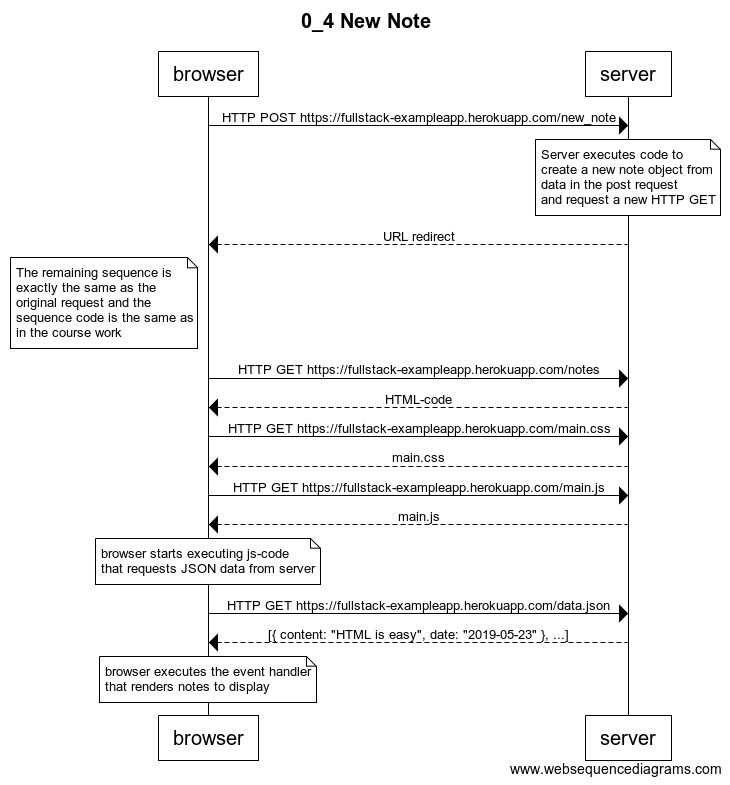 0_4 New Note
browser
server
HTTP POST https://fullstack-exampleapp.herokuapp.com/new_note
Server executes code to
create a new note object from
data in the post request
and request a new HTTP GET
URL redirect
The remaining sequence is
exactly the same as the
original request and the
sequence code is the same as
in the course work
HTTP GET https://fullstack-exampleapp.herokuapp.com/notes
HTML-code
HTTP GET https://fullstack-exampleapp.herokuapp.com/main.css
main.css
HTTP GET https://fullstack-exampleapp.herokuapp.com/main.js
main.js
browser starts executing js-code
that requests JSON data from server
HTTP GET https://fullstack-exampleapp.herokuapp.com/data.json
[{ content: "HTML is easy", date: "2019-05-23" }, ...]
browser executes the event handler
that renders notes to display
browser
server
www.websequencediagrams.com